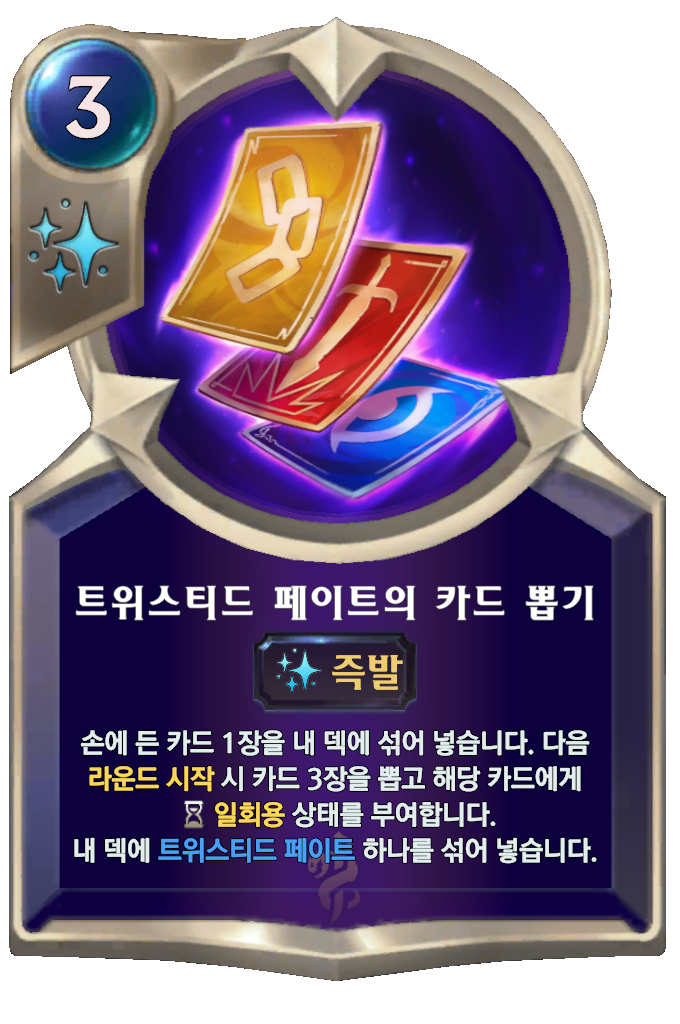 3
트위스티드 페이트의 카드 뽑기
즉발
손에 든 카드 1장을 내 덱에 섞어 넣습니다. 다음
라운드 시작 시 카드 3장을 뽑고 해당 카드에게
일회용 상태를 부여합니다.
내 덱에 트위스티드 페이트 하나를 섞어 넣습니다.